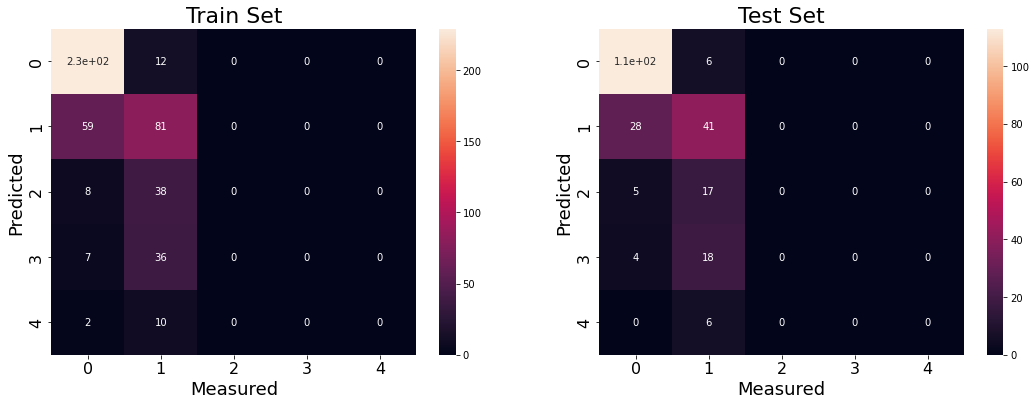 Train Set
0 2.3e+02 12 0 0 0
1 59 81 0 0 0
2 8 38 0 0 0
3 7 36 0 0 0
4 2 10 0 0 0
0 1 2 3 4
Measured
Predicted
200
150
100
50
0
Test Set
0 1.1e+02 6 0 0 0
1 28 41 0 0 0
2 5 17 0 0 0
3 4 18 0 0 0
4 0 6 0 0 0
0 1 2 3 4
Measured
Predicted
100
80
60
40
20
0